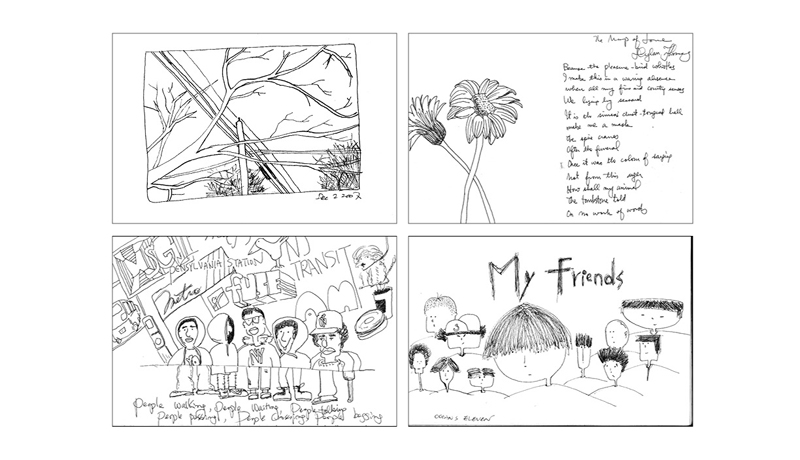 Dec 2 2007
The Map of Love
Dylan Thomas
Because the pleasure-bird whistles
I make this in a warring absence
when all my five and country senses
We lying by seasand
It is the sinners' dust-tongued bell
make me a mask
The spire cranes
After the funeral
Once it was the colour of saying
Not from this anger
How shall my animal
The tombstone told
On no work of words
MSG
PENNSYLVANIA STATION
NJ
TRANSIT
Metro
NY
People walking, People Waiting, People talking
People passing, People People begging
My Friends
ELEVEN